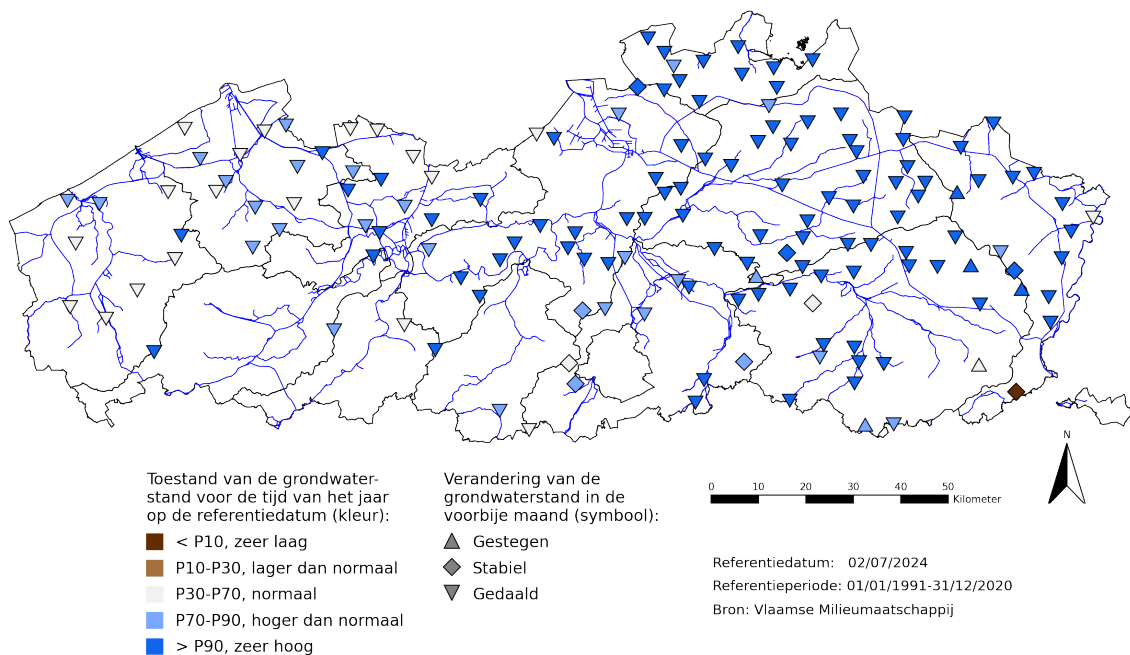 N
0 10 20 30 40 50
Kilometer
Toestand van de grondwater-
stand voor de tijd van het jaar
op de referentiedatum (kleur):
< P10, zeer laag
P10-P30, lager dan normaal
P30-P70, normaal
P70-P90, hoger dan normaal
> P90, zeer hoog
Verandering van de
grondwaterstand in de
voorbije maand (symbool):
Gestegen
Stabiel
Gedaald
Referentiedatum: 02/07/2024
Referentieperiode: 01/01/1991-31/12/2020
Bron: Vlaamse Milieumaatschappij